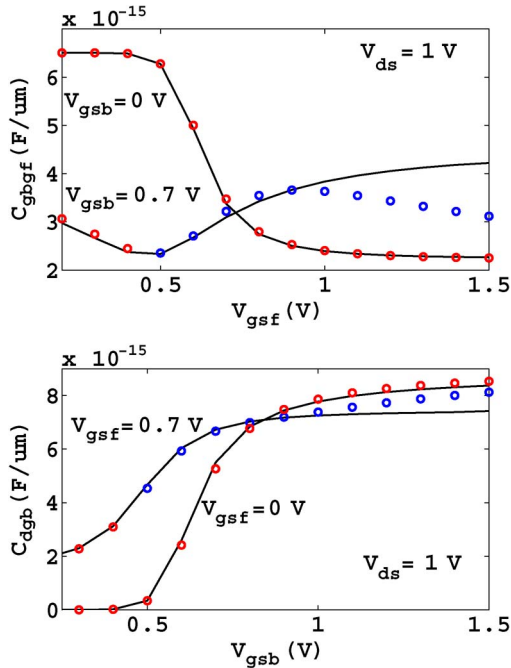 x 10^-15
6
5
4
3
2
C_gbgf (F/um)
V_ds = 1 V
V_gsb = 0 V
V_gsb = 0.7 V
0.5 1 1.5
V_gsf (V)
x 10^-15
8
6
4
2
0
C_dgb (F/um)
V_gsf = 0.7 V
V_gsf = 0 V
V_ds = 1 V
0.5 1 1.5
V_gsb (V)